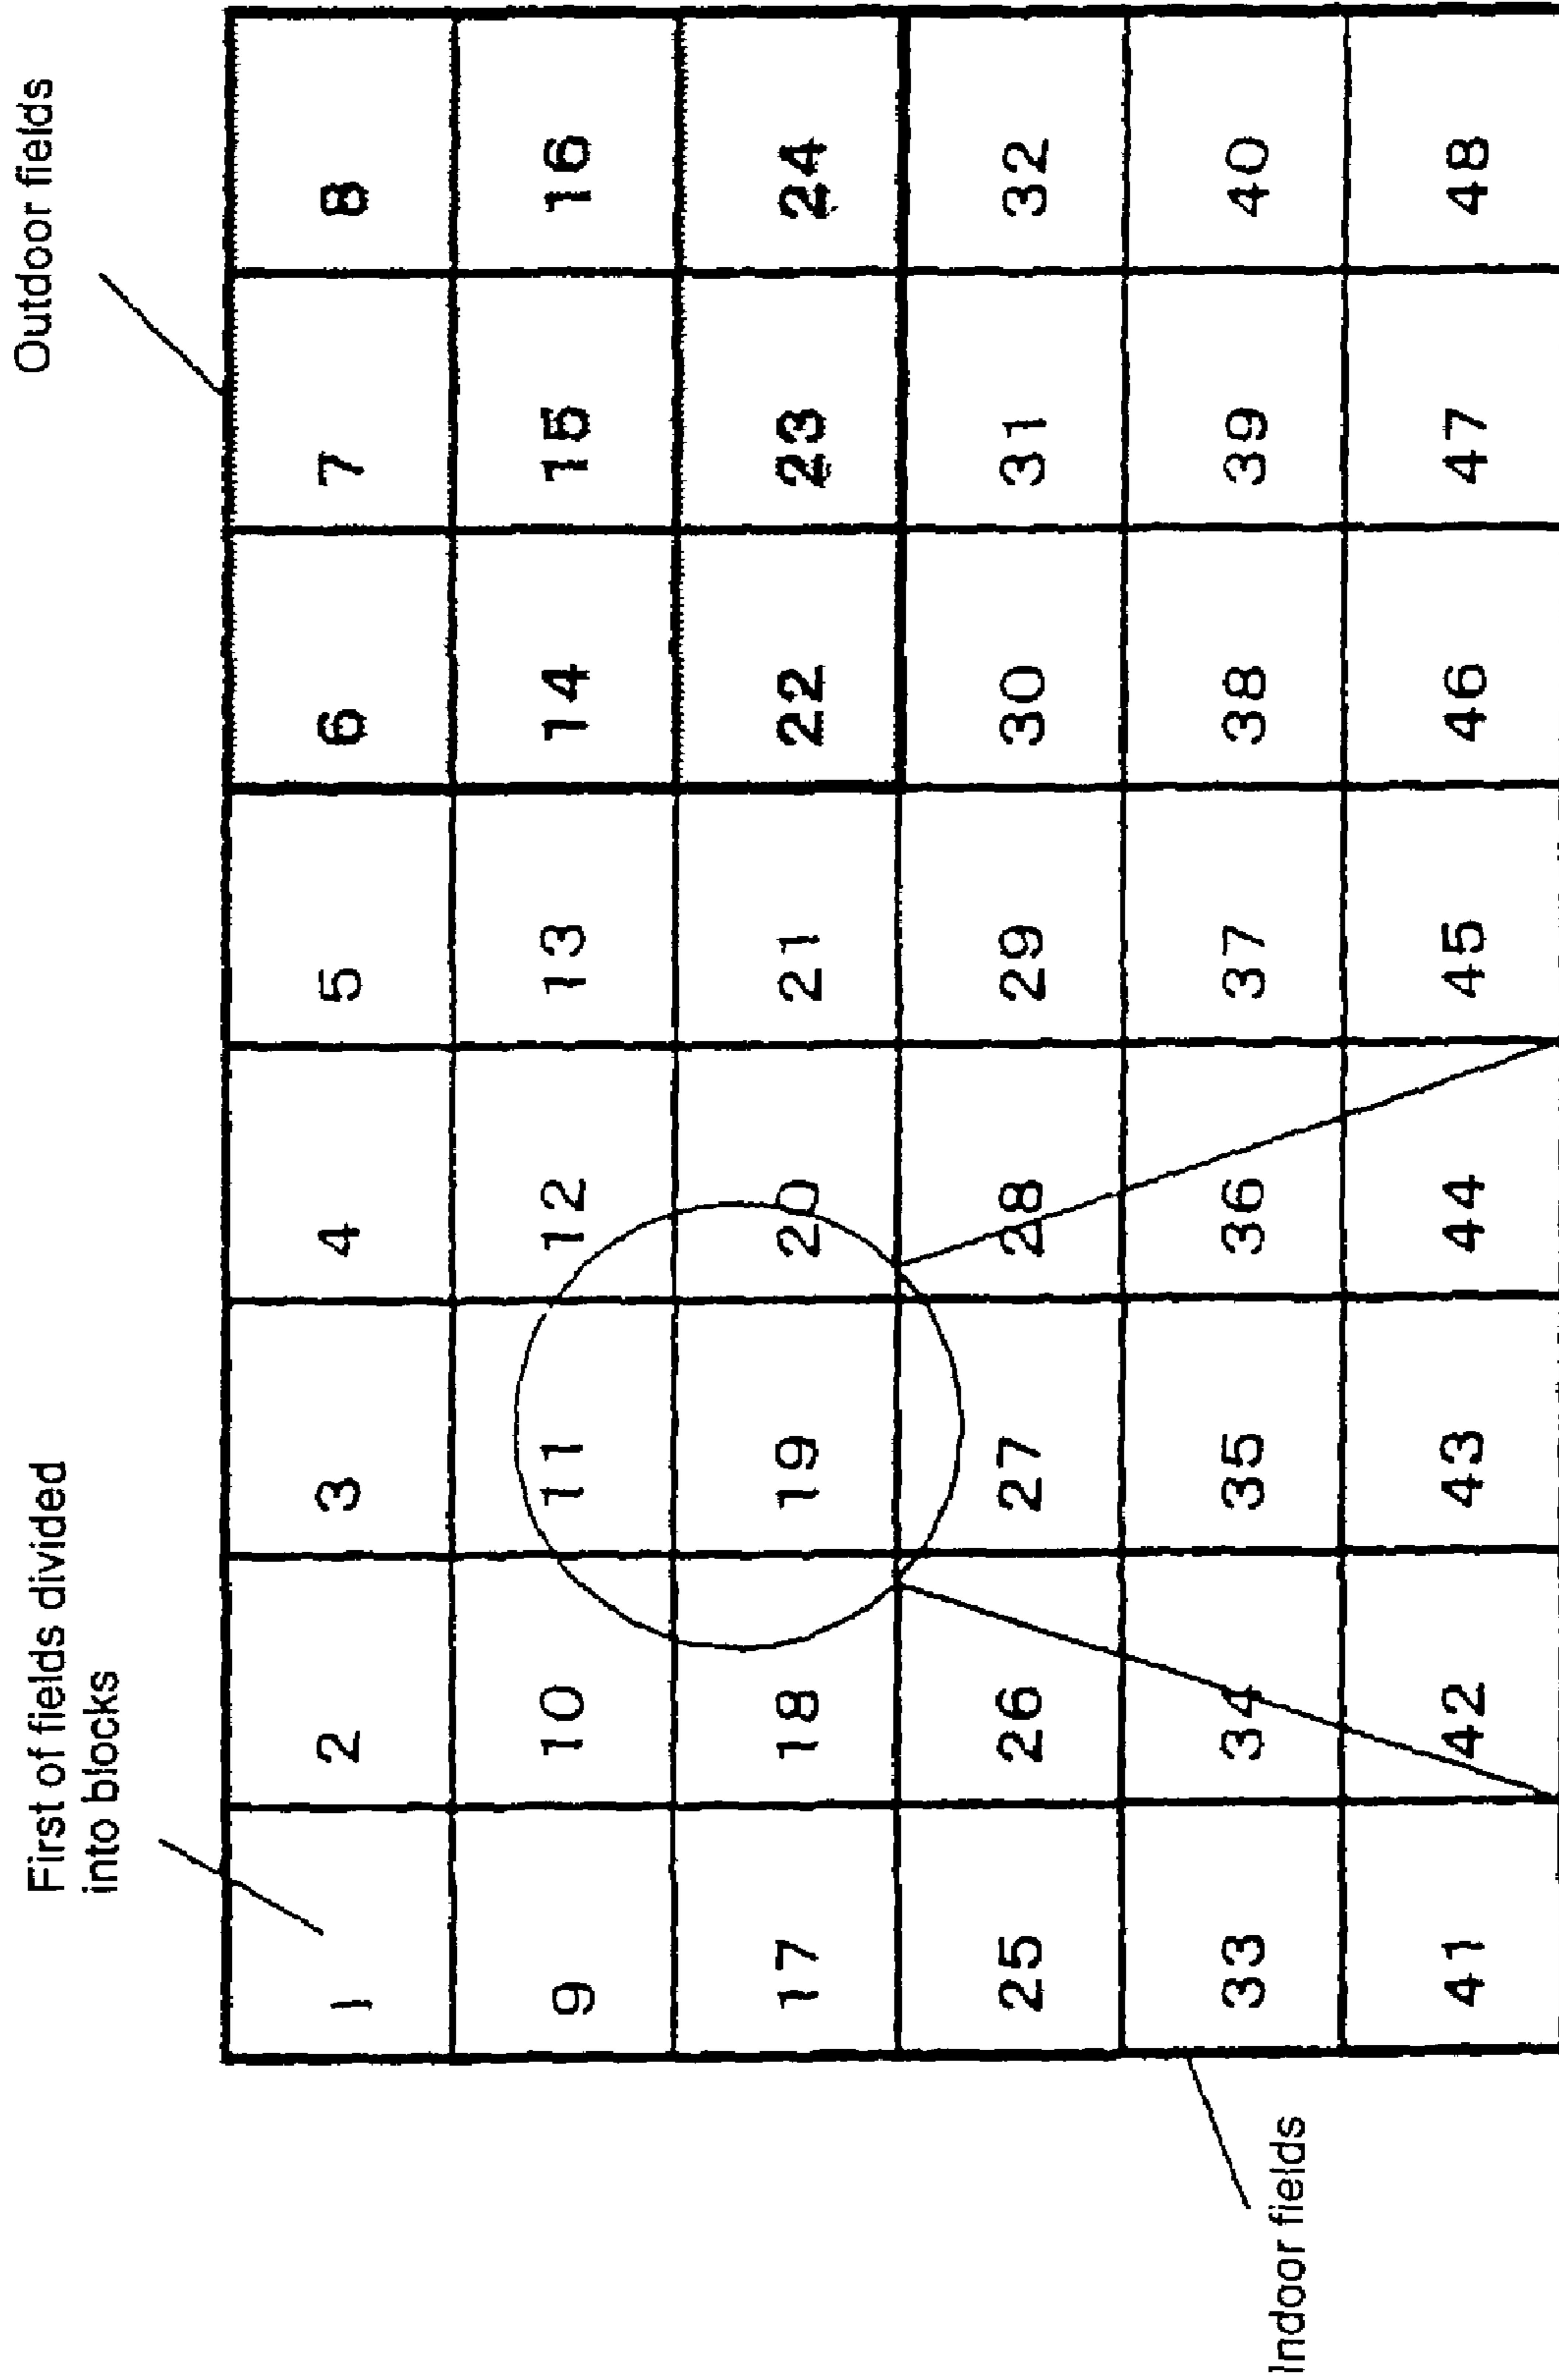 First of fields divided
into blocks
Outdoor fields
1 2 3 4 5 6 7 8
9 10 11 12 13 14 15 16
17 18 19 20 21 22 23 24
25 26 27 28 29 30 31 32
33 34 35 36 37 38 39 40
41 42 43 44 45 46 47 48
Indoor fields